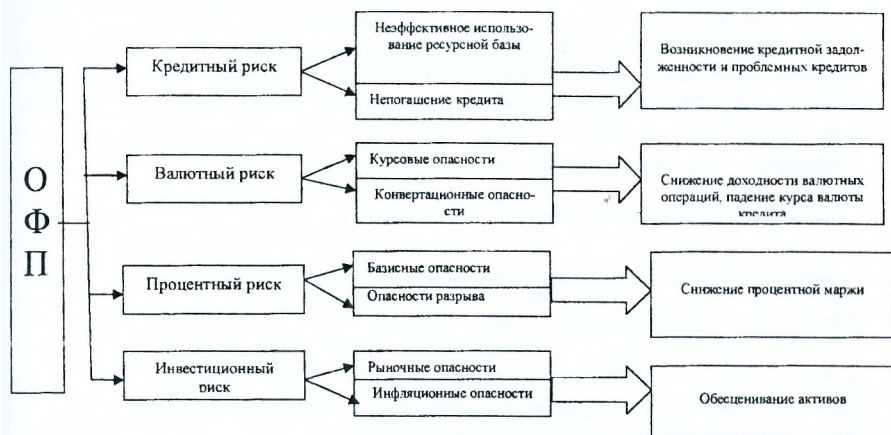 ОФП
Кредитный риск
Неэффективное использо-
вание ресурсной базы
Непогашение кредита
Возникновение кредитной задол-
женности и проблемных кредитов
Валютный риск
Курсовые опасности
Конвертационные опасно-
сти
Снижение доходности валютных
операций, падение курса валюты
кредита
Процентный риск
Базисные опасности
Опасности разрыва
Снижение процентной маржи
Инвестиционный
риск
Рыночные опасности
Инфляционные опасности
Обесценивание активов